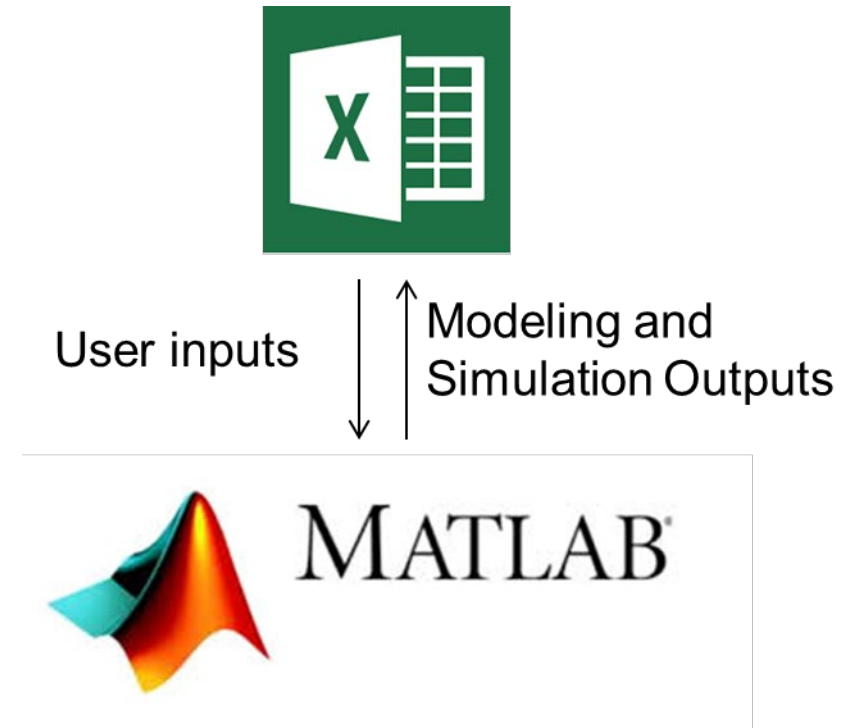 X
User inputs
Modeling and
Simulation Outputs
MATLAB®